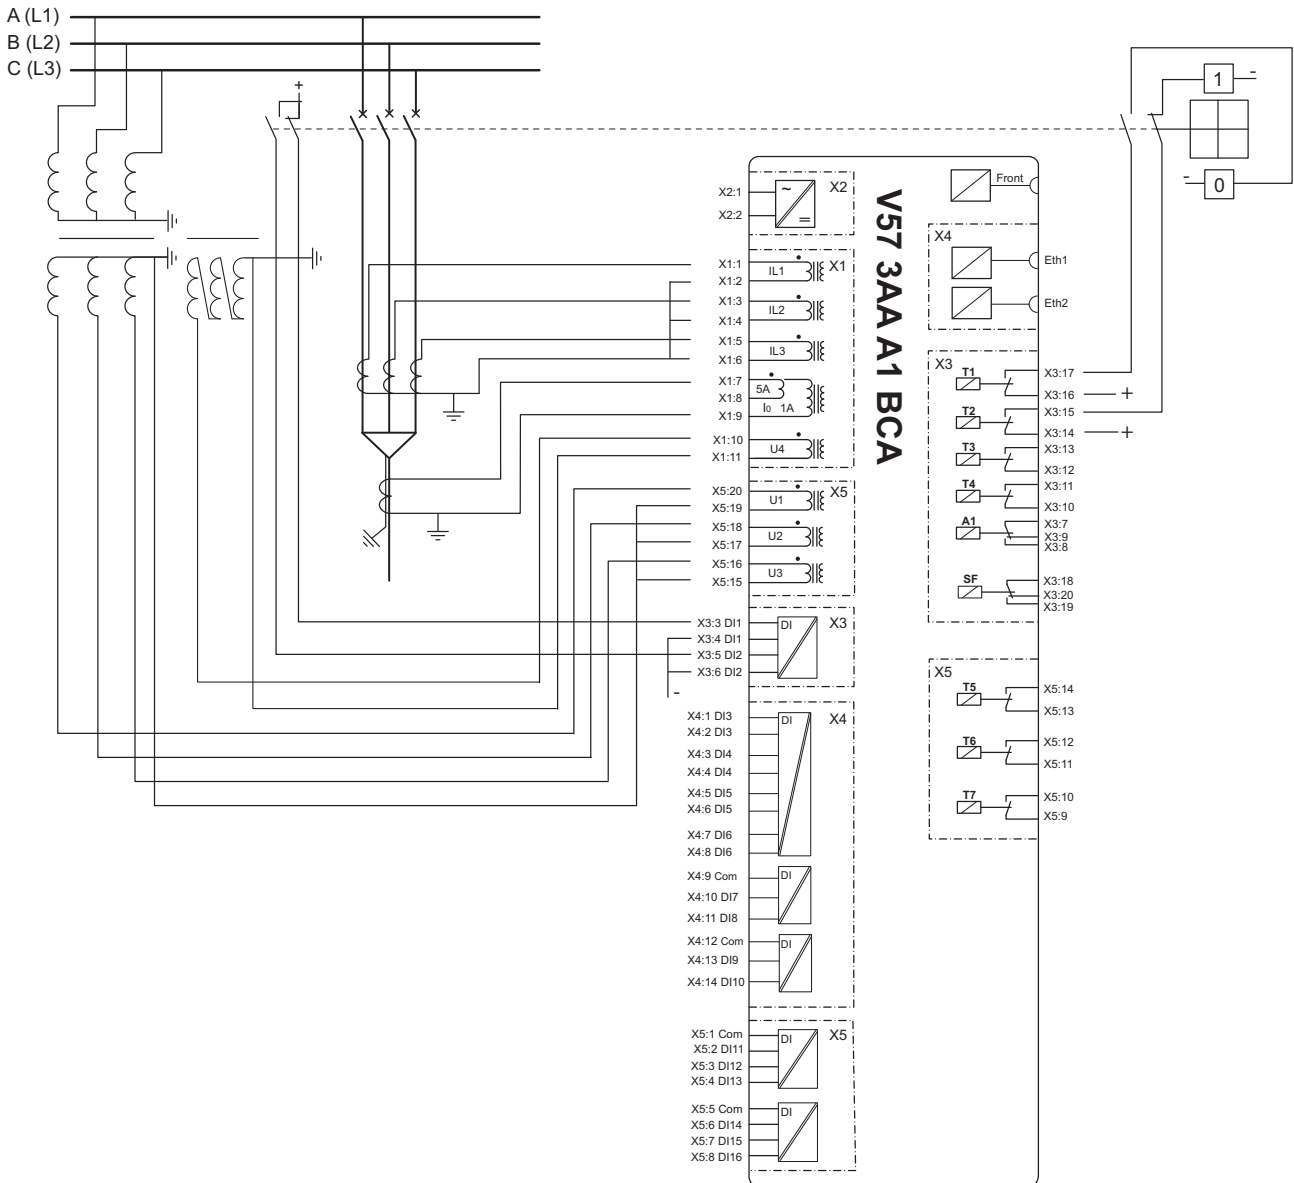 A (L1)
B (L2)
C (L3)
+
1
-
-
0
V57 3AA A1 BCA
X2:1
X2:2
~
=
X2
X1:1
X1:2
X1:3
X1:4
X1:5
X1:6
X1:7
X1:8
X1:9
X1:10
X1:11
IL1
X1
IL2
IL3
5A
I0 1A
U4
X5:20
X5:19
X5:18
X5:17
X5:16
X5:15
U1
X5
U2
U3
X3:3 DI1
X3:4 DI1
X3:5 DI2
X3:6 DI2
-
DI
X3
X4:1 DI3
X4:2 DI3
X4:3 DI4
X4:4 DI4
X4:5 DI5
X4:6 DI5
X4:7 DI6
X4:8 DI6
DI
X4
X4:9 Com
X4:10 DI7
X4:11 DI8
DI
X4:12 Com
X4:13 DI9
X4:14 DI10
DI
X5:1 Com
X5:2 DI11
X5:3 DI12
X5:4 DI13
DI
X5
X5:5 Com
X5:6 DI14
X5:7 DI15
X5:8 DI16
DI
Front
X4
Eth1
Eth2
X3
T1
X3:17
X3:16
+
T2
X3:15
X3:14
+
T3
X3:13
X3:12
T4
X3:11
X3:10
A1
X3:7
X3:9
X3:8
SF
X3:18
X3:20
X3:19
X5
T5
X5:14
X5:13
T6
X5:12
X5:11
T7
X5:10
X5:9